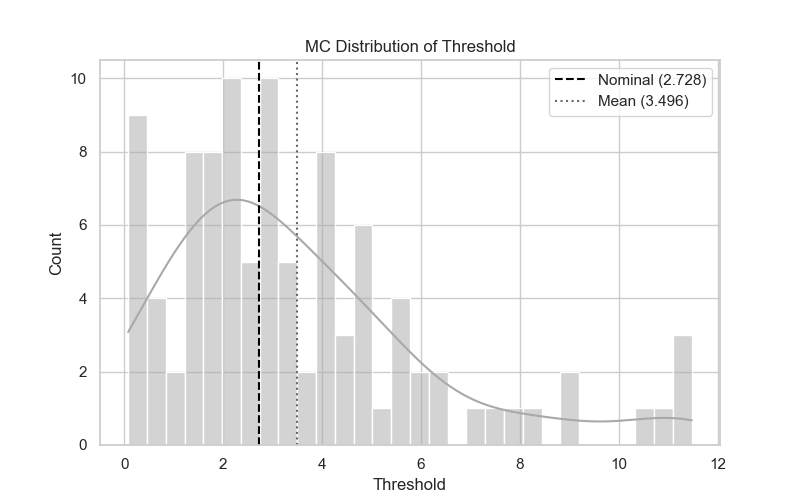 MC Distribution of Threshold
Nominal (2.728)
Mean (3.496)
Count
10
8
6
4
2
0
0 2 4 6 8 10 12
Threshold